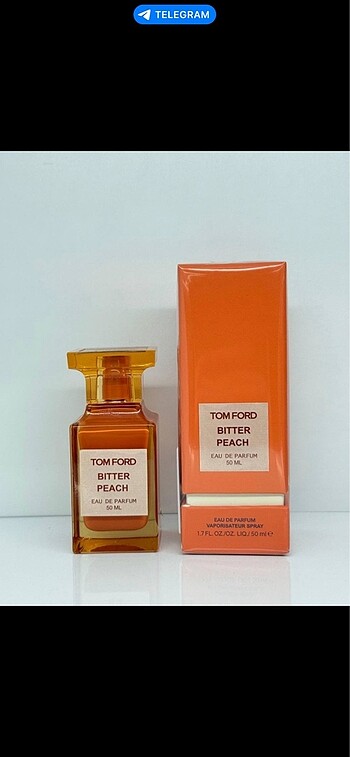 TELEGRAM
TOM FORD
BITTER
PEACH
EAU DE PARFUM
50 ML
TOM FORD
BITTER
PEACH
EAU DE PARFUM
50 ML
EAU DE PARFUM
VAPORISATEUR SPRAY
1.7 FL. OZ./OZ. LIQ./ 50 ml ℮